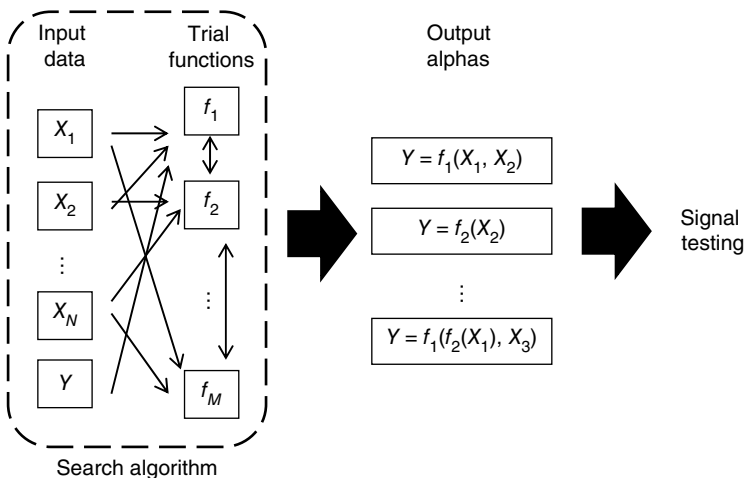 Input
data
Trial
functions
Output
alphas
X1
X2
⋮
XN
Y
f1
f2
⋮
fM
Y = f1(X1, X2)
Y = f2(X2)
⋮
Y = f1(f2(X1), X3)
Signal
testing
Search algorithm